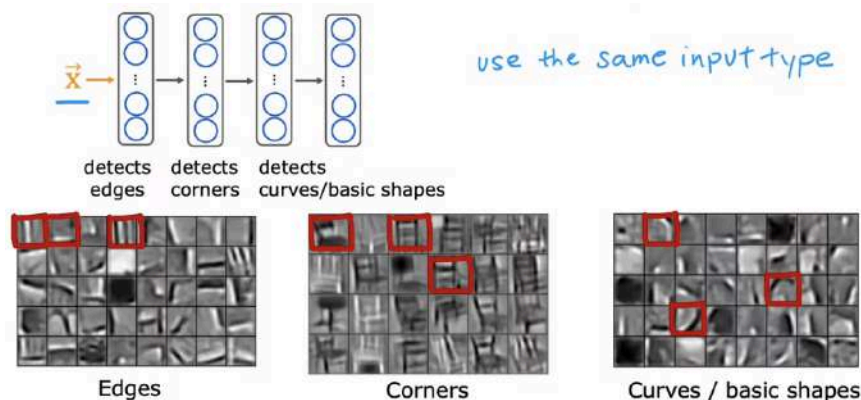 use the same input type
x
detects
edges
detects
corners
detects
curves/basic shapes
Edges
Corners
Curves / basic shapes